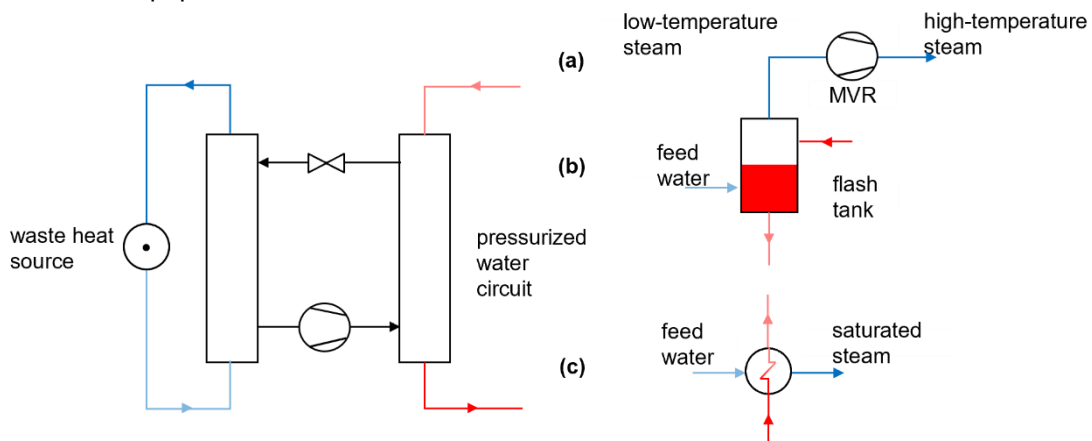 low-temperature
steam
high-temperature
steam
(a)
MVR
feed
water
(b)
flash
tank
waste heat
source
pressurized
water
circuit
feed
water
saturated
steam
(c)